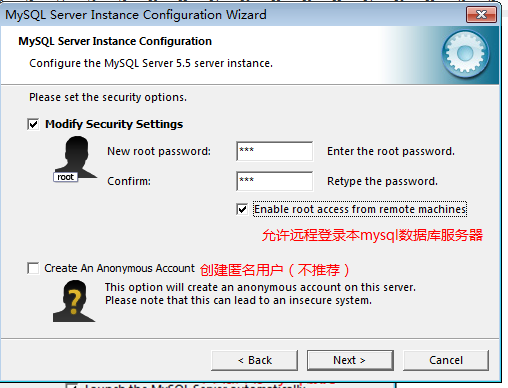 MySQL Server Instance Configuration Wizard
MySQL Server Instance Configuration
Configure the MySQL Server 5.5 server instance.
Please set the security options.
Modify Security Settings
New root password: *** Enter the root password.
root
Confirm: *** Retype the password.
Enable root access from remote machines
允许远程登录本mysql数据库服务器
Create An Anonymous Account 创建匿名用户（不推荐）
This option will create an anonymous account on this server.
Please note that this can lead to an insecure system.
< Back Next > Cancel
Launch the MySQL Server automatically